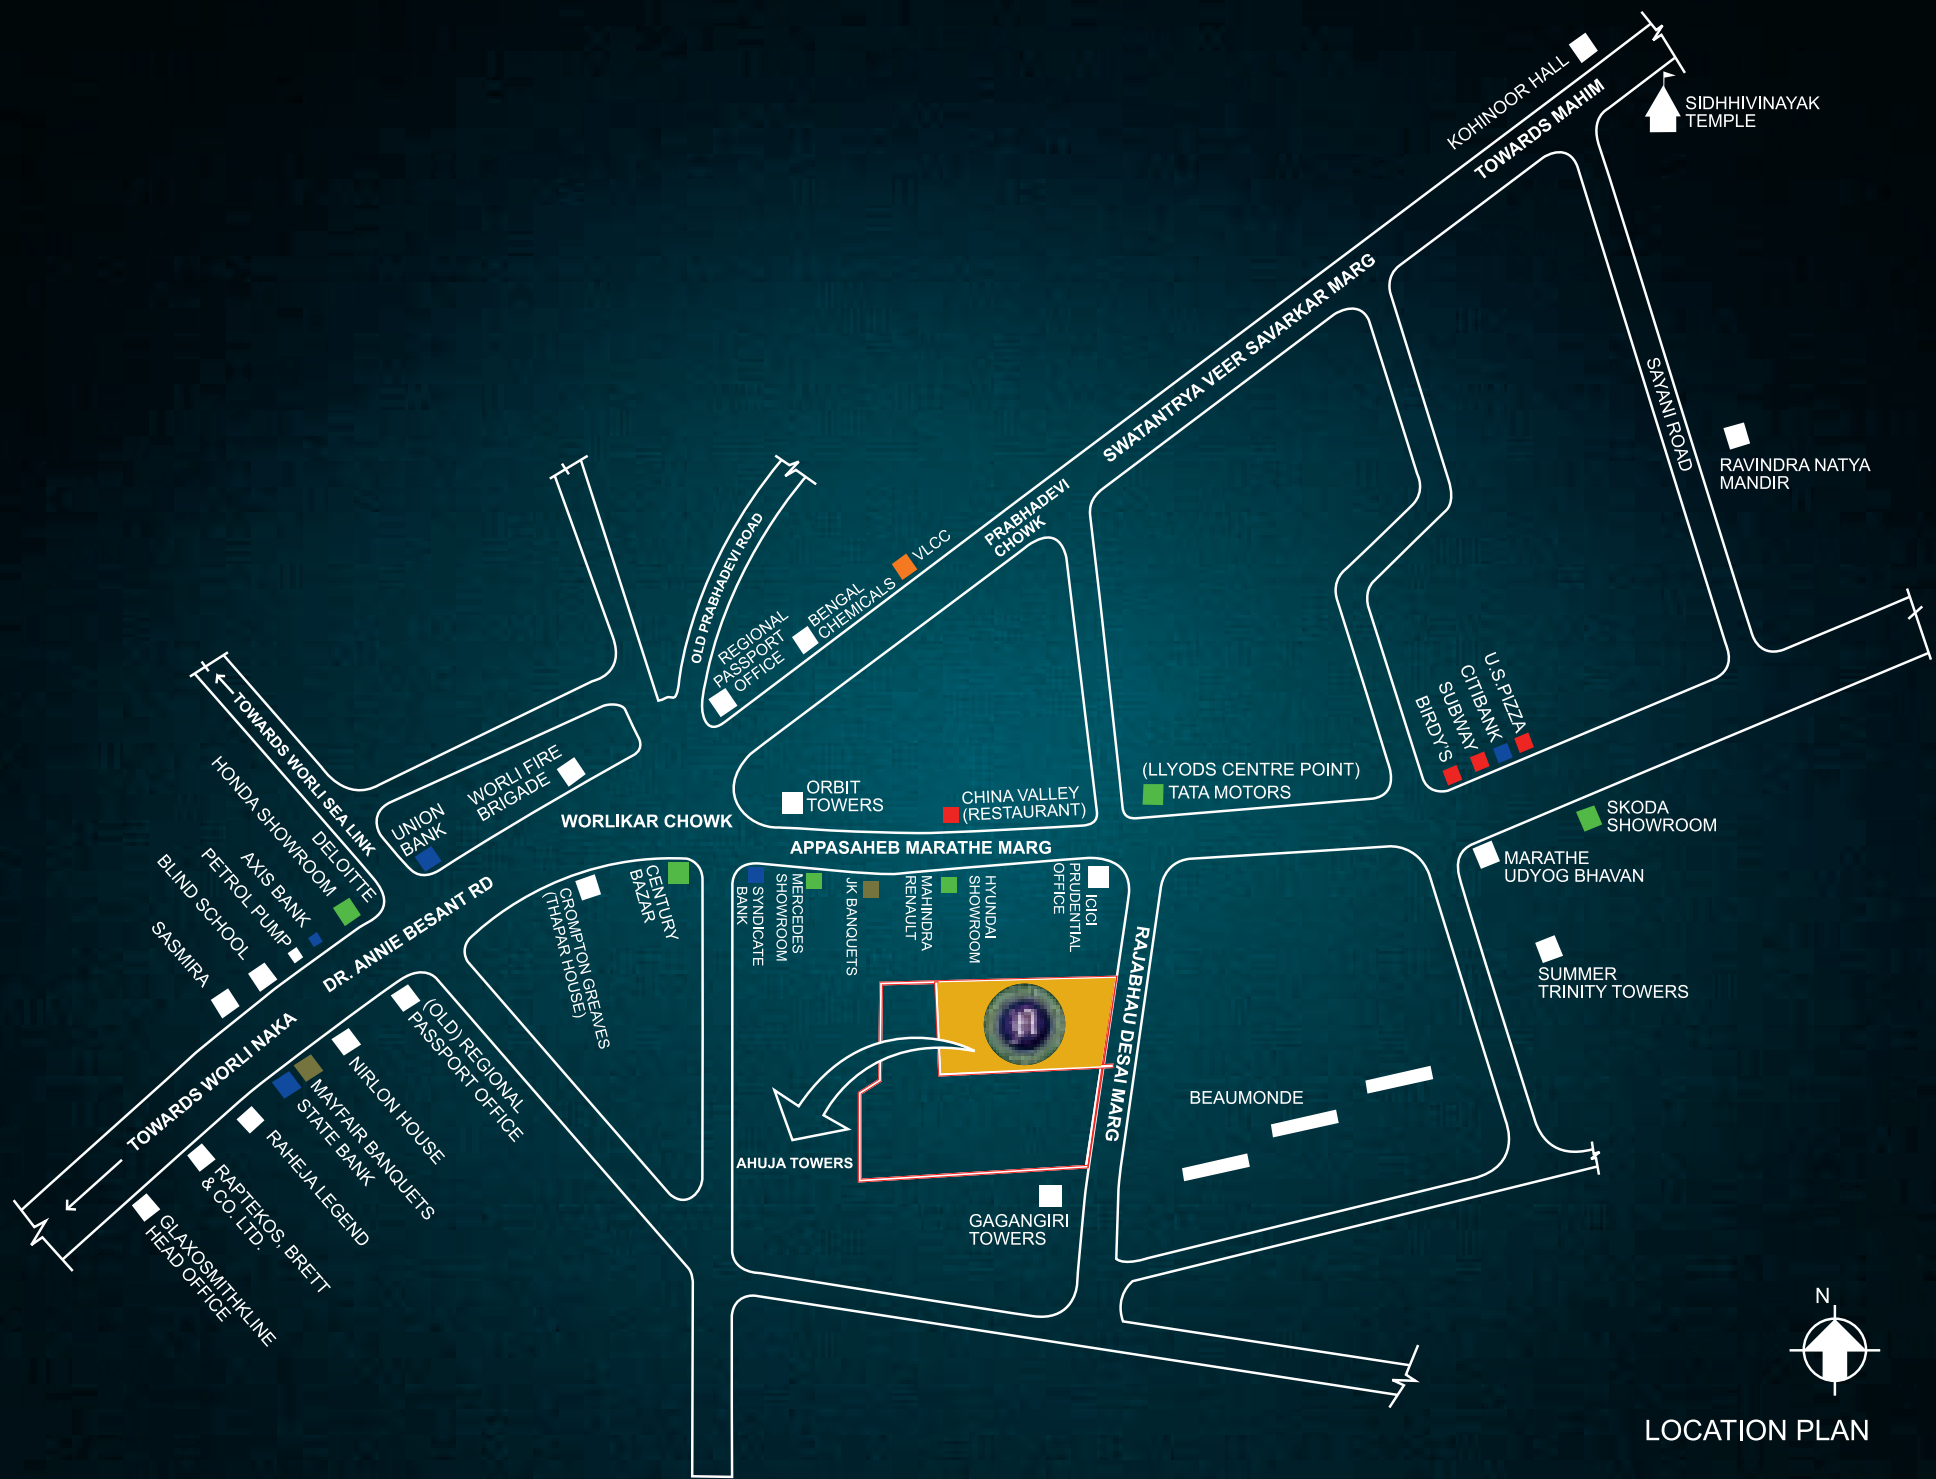 KOHINOOR HALL
TOWARDS MAHIM
SIDHHIVINAYAK
TEMPLE
SWATANTRYA VEER SAVARKAR MARG
SAYANI ROAD
RAVINDRA NATYA
MANDIR
PRABHADEVI
CHOWK
OLD PRABHADEVI ROAD
VLCC
BENGAL
CHEMICALS
REGIONAL
PASSPORT
OFFICE
U.S.PIZZA
CITIBANK
SUBWAY
BIRDY'S
TOWARDS WORLI SEA LINK
WORLI FIRE
BRIGADE
UNION
BANK
WORLIKAR CHOWK
ORBIT
TOWERS
CHINA VALLEY
(RESTAURANT)
(LLYODS CENTRE POINT)
TATA MOTORS
SKODA
SHOWROOM
MARATHE
UDYOG BHAVAN
APPASAHEB MARATHE MARG
HONDA SHOWROOM
DELOITTE
AXIS BANK
PETROL PUMP
BLIND SCHOOL
SASMIRA
DR. ANNIE BESANT RD
CROMPTON GREAVES
(THAPAR HOUSE)
CENTURY
BAZAR
SYNDICATE
BANK
MERCEDES
SHOWROOM
JK BANQUETS
MAHINDRA
RENAULT
HYUNDAI
SHOWROOM
ICICI
PRUDENTIAL
OFFICE
RAJABHAU DESAI MARG
SUMMER
TRINITY TOWERS
n
TOWARDS WORLI NAKA
(OLD) REGIONAL
PASSPORT OFFICE
NIRLON HOUSE
MAYFAIR BANQUETS
STATE BANK
RAHEJA LEGEND
RAPTEKOS, BRETT
& CO. LTD.
GLAXOSMITHKLINE
HEAD OFFICE
BEAUMONDE
AHUJA TOWERS
GAGANGIRI
TOWERS
N
LOCATION PLAN